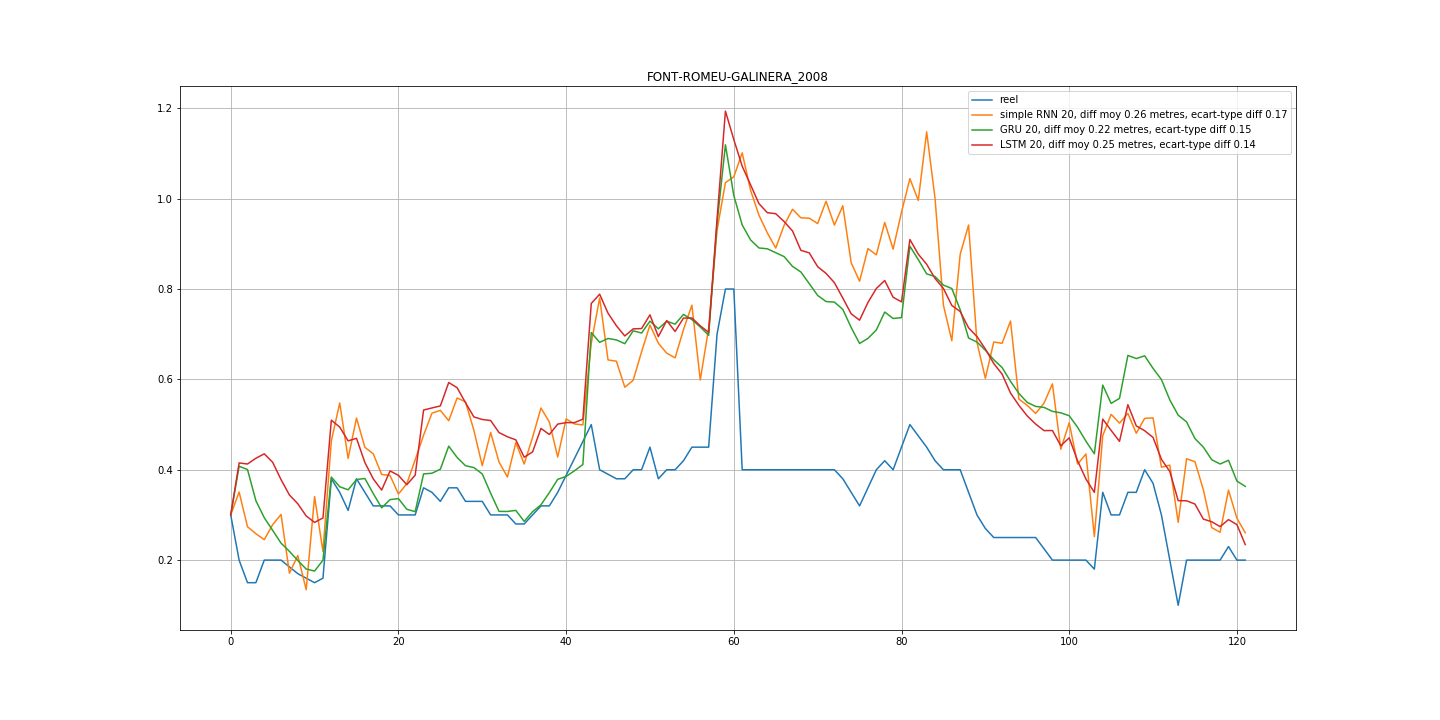 FONT-ROMEU-GALINERA_2008
reel
simple RNN 20, diff moy 0.26 metres, ecart-type diff 0.17
GRU 20, diff moy 0.22 metres, ecart-type diff 0.15
LSTM 20, diff moy 0.25 metres, ecart-type diff 0.14
1.2
1.0
0.8
0.6
0.4
0.2
0 20 40 60 80 100 120